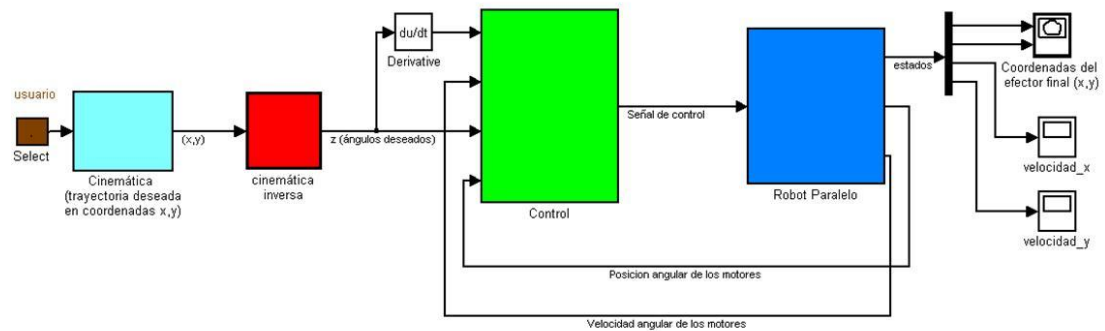 usuario
Select
Cinemática
(trayectoria deseada
en coordenadas x,y)
(x,y)
cinemática
inversa
z (ángulos deseados)
du/dt
Derivative
Control
Señal de control
Robot Paralelo
estados
Coordenadas del
efector final (x,y)
velocidad_x
velocidad_y
Posicion angular de los motores
Velocidad angular de los motores